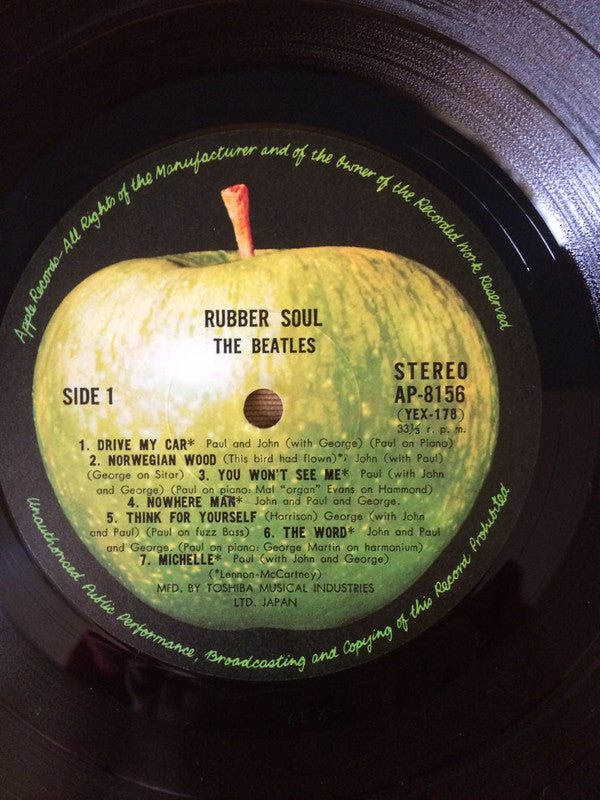 Apple Records-All Rights of the Manufacturer and of the Owner of the Recorded Work Reserved
RUBBER SOUL
THE BEATLES
SIDE 1
STEREO
AP-8156
(YEX-178)
33⅓ r. p. m.
1. DRIVE MY CAR* Paul and John (with George) (Paul on Piano)
2. NORWEGIAN WOOD (This bird had flown)*: John (with Paul)
(George on Sitar) 3. YOU WON'T SEE ME* Paul (with John
and George) (Paul on piano: Mal "organ" Evans on Hammond)
4. NOWHERE MAN* John and Paul and George.
5. THINK FOR YOURSELF (Harrison) George (with John
and Paul) (Paul on fuzz Bass) 6. THE WORD* John and Paul
and George. (Paul on piano: George Martin on harmonium)
7. MICHELLE* Paul (with John and George)
(*Lennon-McCartney)
MFD. BY TOSHIBA MUSICAL INDUSTRIES
LTD. JAPAN
Unauthorised Public Performance, Broadcasting and Copying of this Record Prohibited